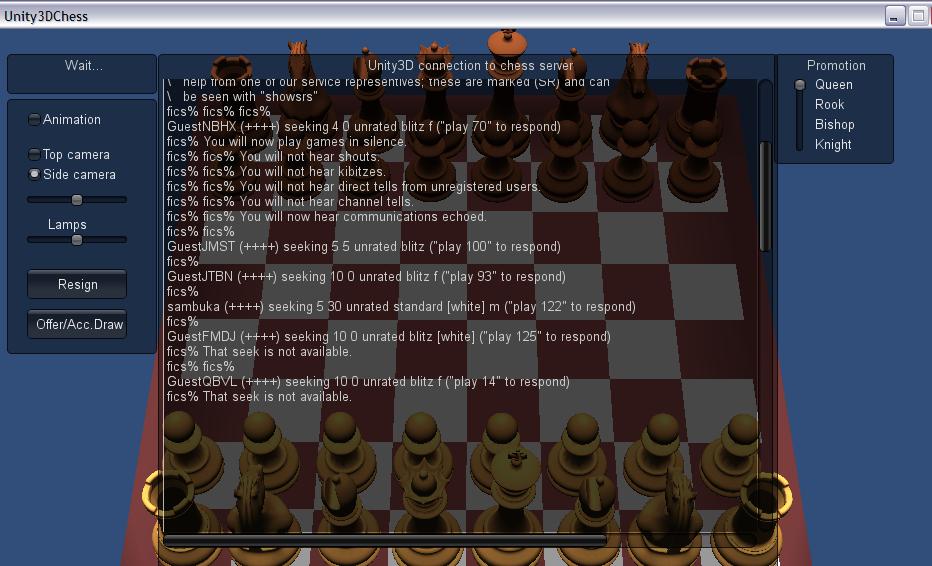 Unity3DChess
Wait...
Animation
Top camera
Side camera
Lamps
Resign
Offer/Acc.Draw
Unity3D connection to chess server
\ help from one of our service representives; these are marked (SR) and can
\ be seen with "showsrs"
fics% fics% fics%
GuestNBHX (++++) seeking 4 0 unrated blitz f ("play 70" to respond)
fics% You will now play games in silence.
fics% fics% You will not hear shouts.
fics% fics% You will not hear kibitzes.
fics% fics% You will not hear direct tells from unregistered users.
fics% fics% You will not hear channel tells.
fics% fics% You will now hear communications echoed.
fics% fics%
GuestJMST (++++) seeking 5 5 unrated blitz ("play 100" to respond)
fics%
GuestJTBN (++++) seeking 10 0 unrated blitz f ("play 93" to respond)
fics%
sambuka (++++) seeking 5 30 unrated standard [white] m ("play 122" to respond)
fics%
GuestFMDJ (++++) seeking 10 0 unrated blitz [white] ("play 125" to respond)
fics% That seek is not available.
fics% fics%
GuestQBVL (++++) seeking 10 0 unrated blitz f ("play 14" to respond)
fics% That seek is not available.
Promotion
Queen
Rook
Bishop
Knight